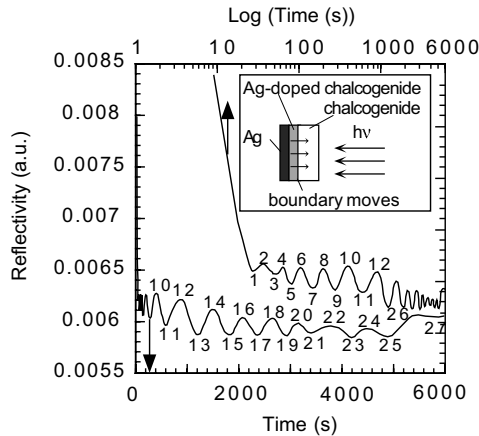 Log (Time (s))
1 10 100 1000 6000
0.0085
0.008
0.0075
0.007
0.0065
0.006
0.0055
Reflectivity (a.u.)
Ag-doped chalcogenide
chalcogenide
Ag
hν
boundary moves
1 2 3 4 5 6 7 8 9 10 11 12
10 11 12 13 14 15 16 17 18 19 20 21 22 23 24 25 26 27
0 2000 4000 6000
Time (s)